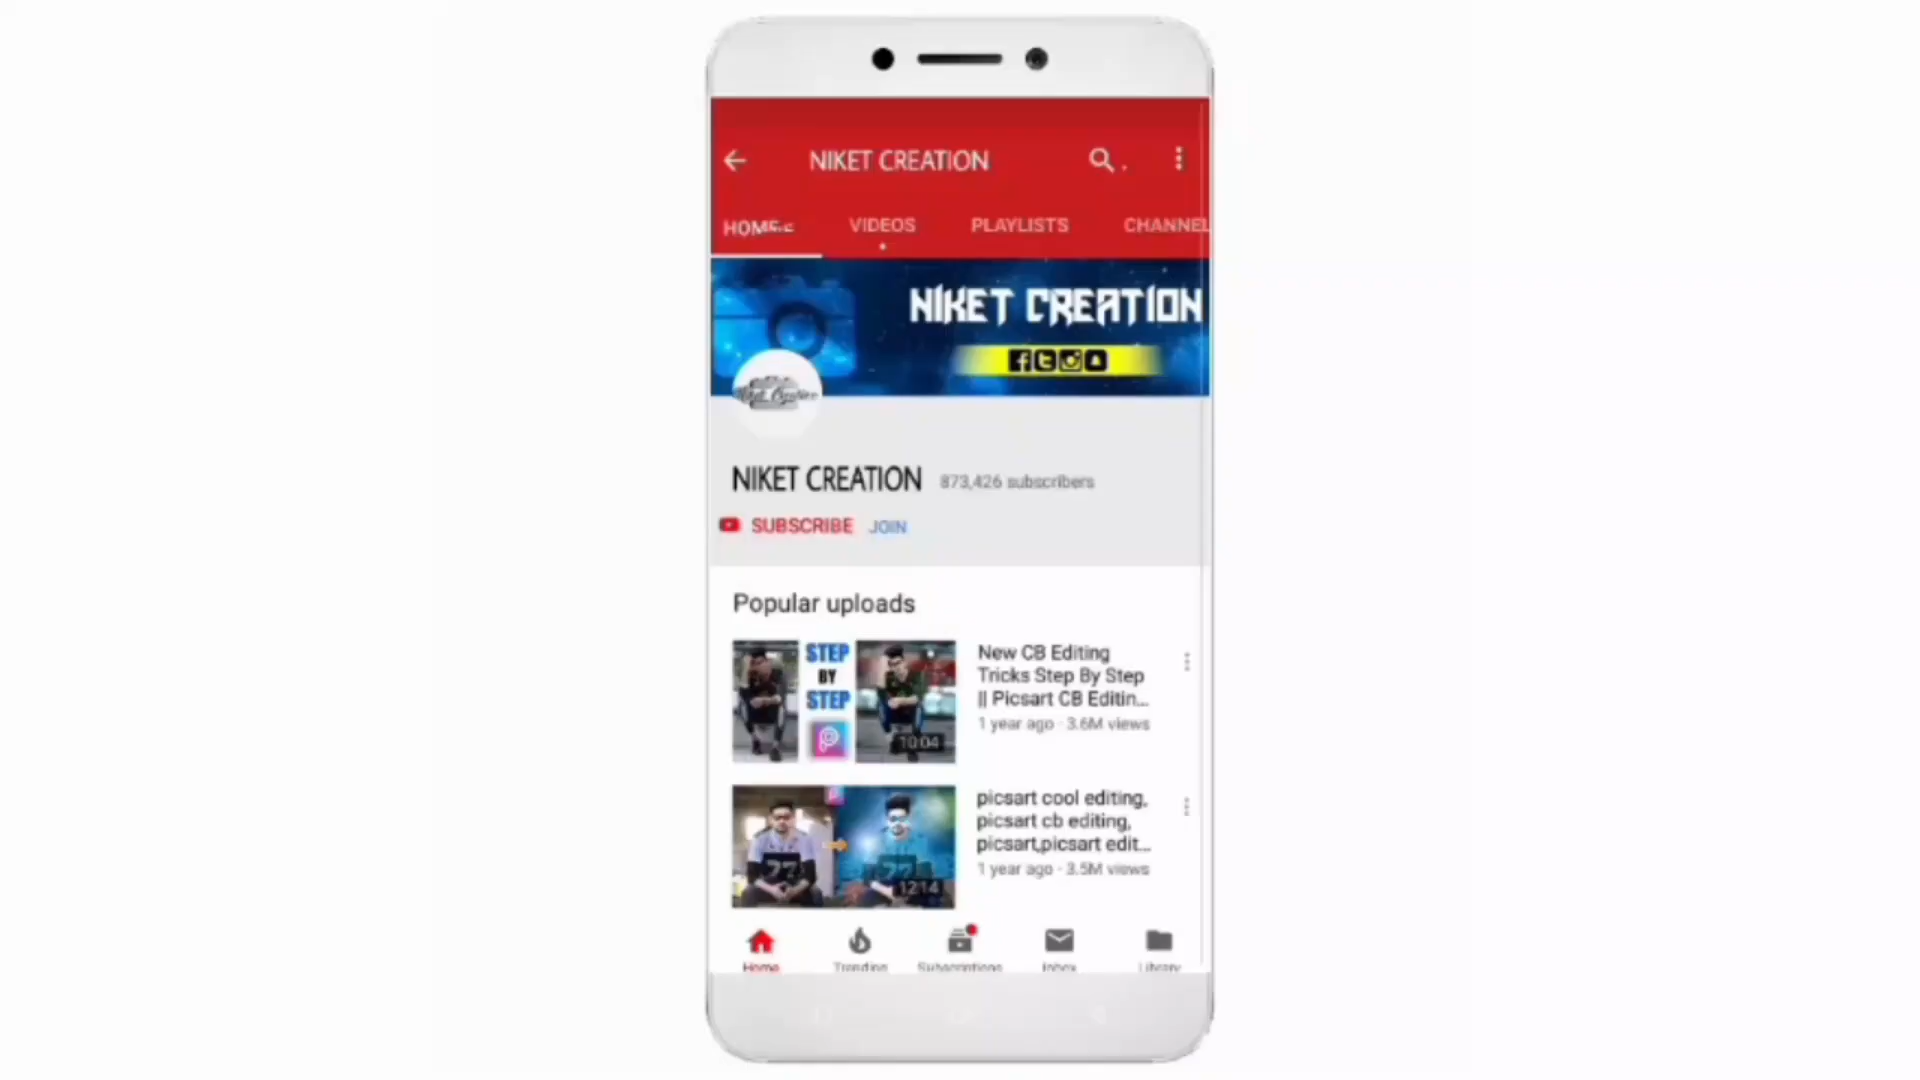 NIKET CREATION
HOME
VIDEOS
PLAYLISTS
CHANNEL
NIKET CREATION
NIKET CREATION
873,426 subscribers
SUBSCRIBE
JOIN
Popular uploads
STEP
BY
STEP
10:04
New CB Editing
Tricks Step By Step
|| Picsart CB Editin...
1 year ago · 3.6M views
77
77
12:14
picsart cool editing,
picsart cb editing,
picsart,picsart edit...
1 year ago · 3.5M views
Home
Trending
Subscriptions
Inbox
Library